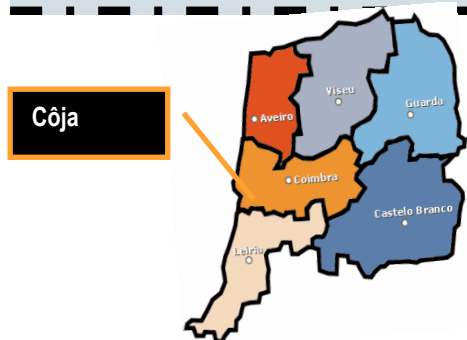 Côja
Viseu
Guarda
Aveiro
Coimbra
Castelo Branco
Leiria